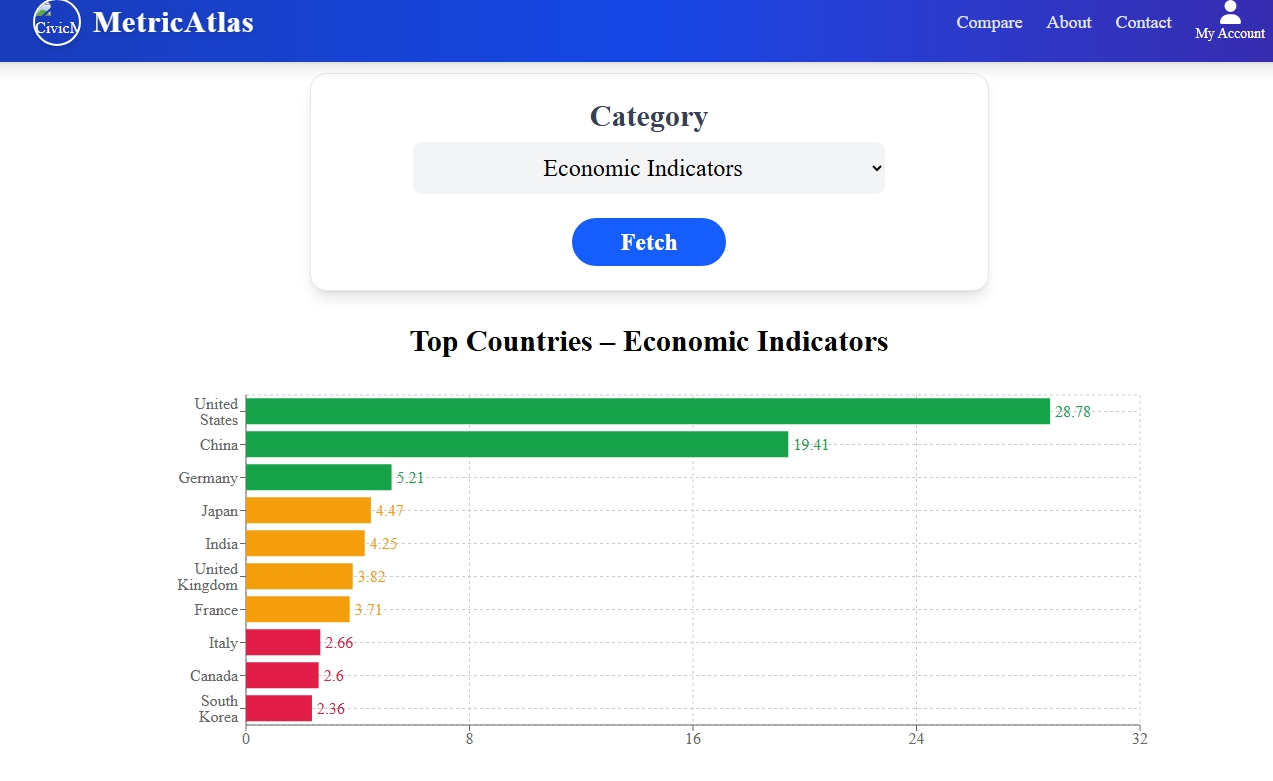 CivicM
MetricAtlas
Compare
About
Contact
My Account
Category
Economic Indicators
Fetch
Top Countries – Economic Indicators
United
States
28.78
China
19.41
Germany
5.21
Japan
4.47
India
4.25
United
Kingdom
3.82
France
3.71
Italy
2.66
Canada
2.6
South
Korea
2.36
0
8
16
24
32